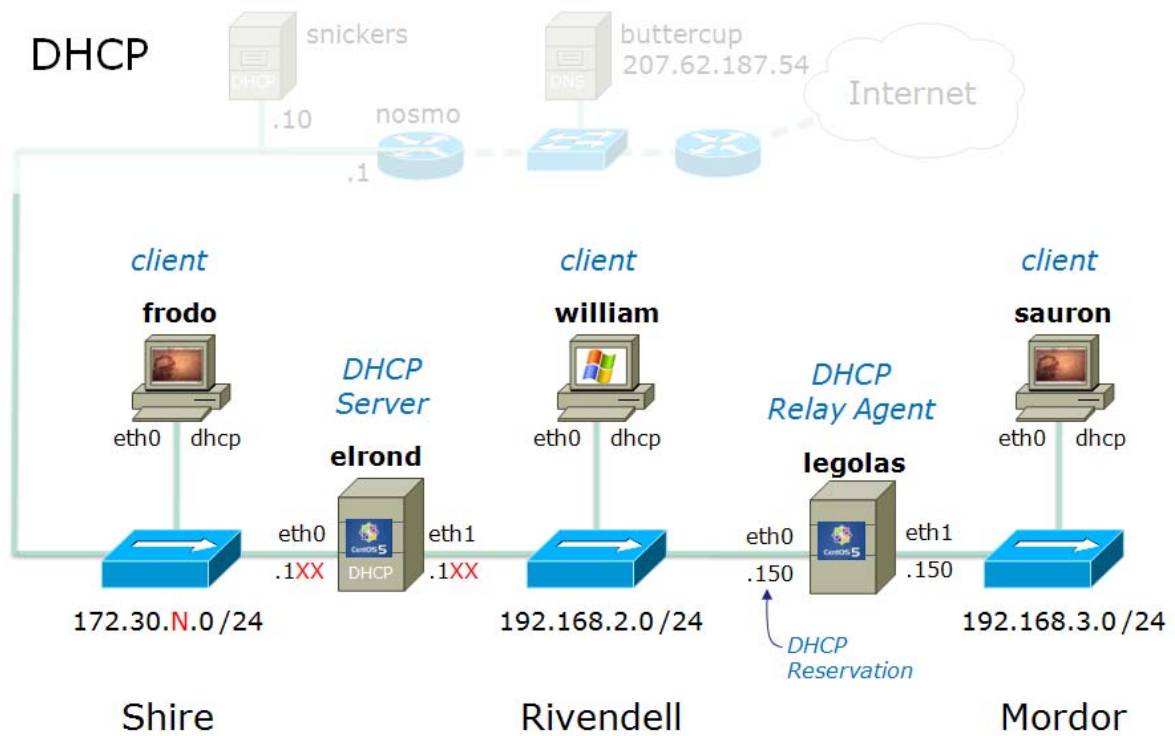 DHCP
snickers
DHCP
.10
nosmo
.1
buttercup
207.62.187.54
DNS
Internet
client
frodo
eth0 dhcp
DHCP
Server
elrond
eth0
.1XX
CentOS 5
DHCP
eth1
.1XX
client
william
eth0 dhcp
DHCP
Relay Agent
legolas
eth0
.150
CentOS 5
eth1
.150
client
sauron
eth0 dhcp
172.30.N.0 /24
192.168.2.0 /24
192.168.3.0 /24
DHCP
Reservation
Shire
Rivendell
Mordor